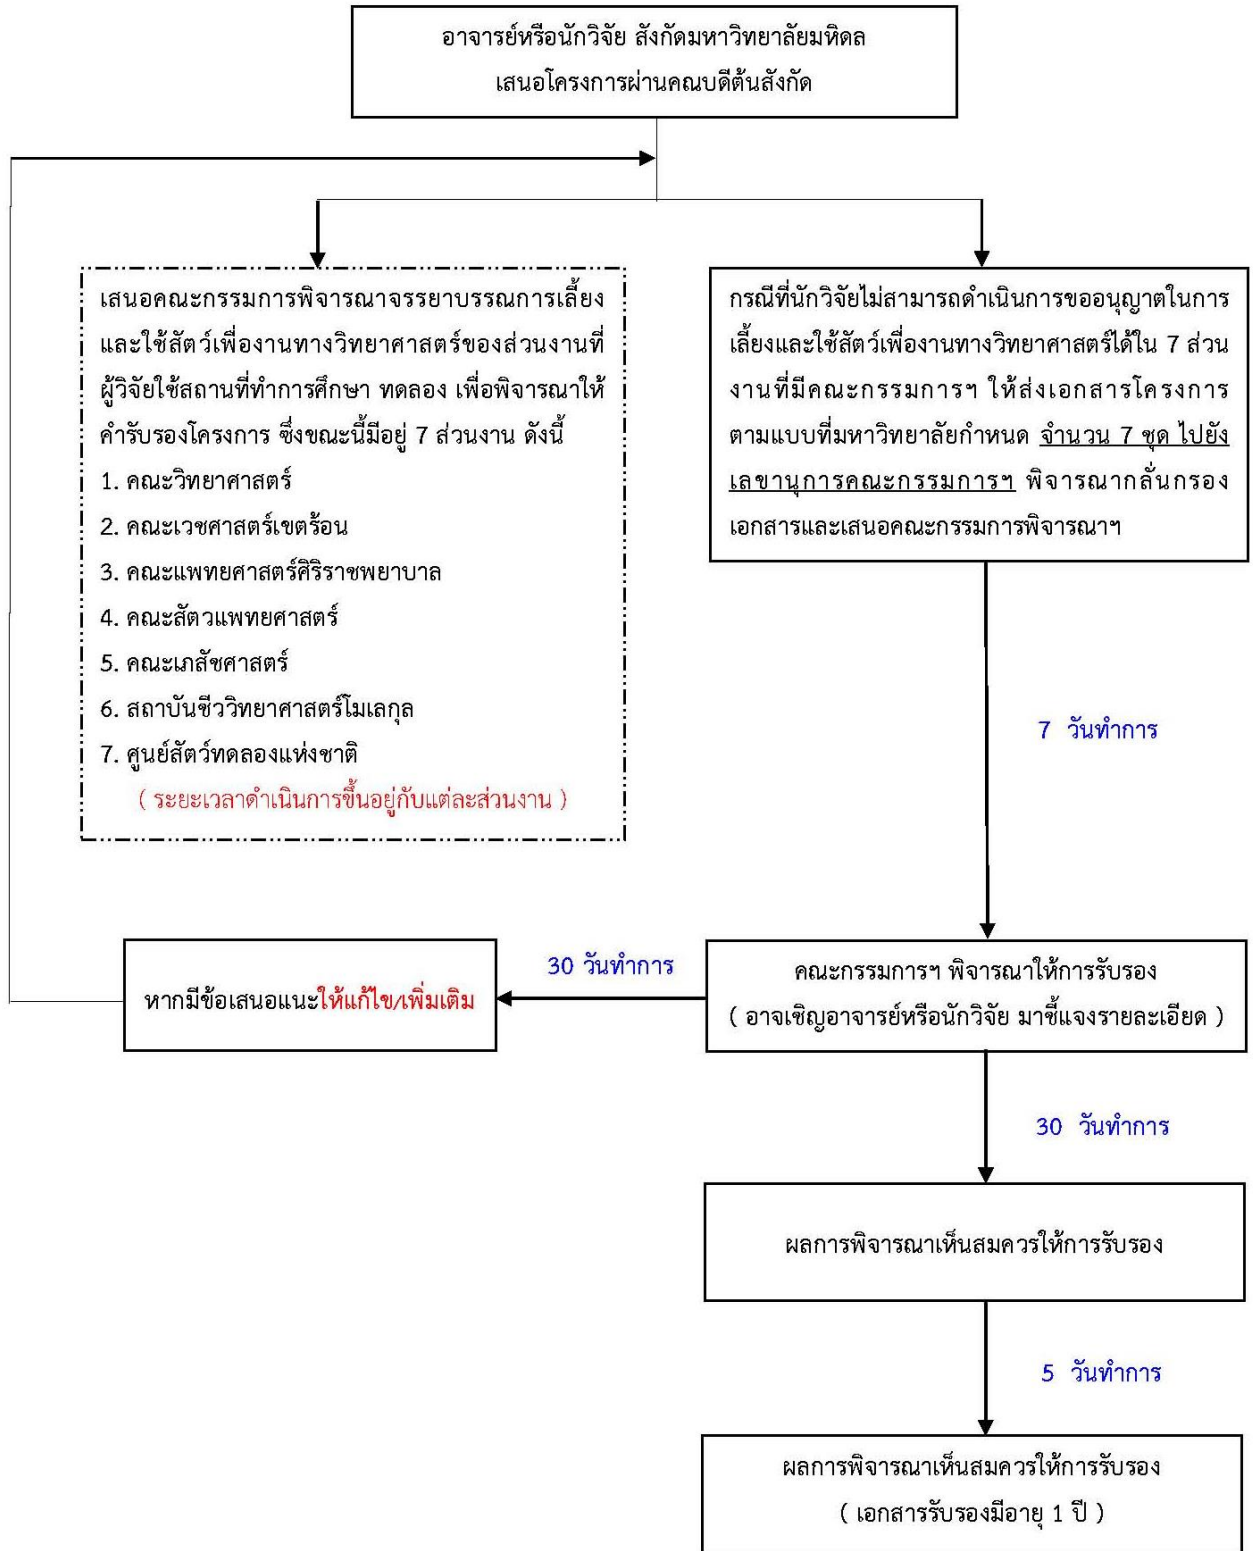 อาจารย์หรือนักวิจัย สังกัดมหาวิทยาลัยมหิดล
เสนอโครงการผ่านคณบดีต้นสังกัด
เสนอคณะกรรมการพิจารณาจรรยาบรรณการเลี้ยง
และใช้สัตว์เพื่องานทางวิทยาศาสตร์ของส่วนงานที่
ผู้วิจัยใช้สถานที่ทำการศึกษา ทดลอง เพื่อพิจารณาให้
คำรับรองโครงการ ซึ่งขณะนี้มีอยู่ 7 ส่วนงาน ดังนี้
1. คณะวิทยาศาสตร์
2. คณะเวชศาสตร์เขตร้อน
3. คณะแพทยศาสตร์ศิริราชพยาบาล
4. คณะสัตวแพทยศาสตร์
5. คณะเภสัชศาสตร์
6. สถาบันชีววิทยาศาสตร์โมเลกุล
7. ศูนย์สัตว์ทดลองแห่งชาติ
( ระยะเวลาดำเนินการขึ้นอยู่กับแต่ละส่วนงาน )
กรณีที่นักวิจัยไม่สามารถดำเนินการขออนุญาตในการ
เลี้ยงและใช้สัตว์เพื่องานทางวิทยาศาสตร์ได้ใน 7 ส่วน
งานที่มีคณะกรรมการฯ ให้ส่งเอกสารโครงการ
ตามแบบที่มหาวิทยาลัยกำหนด จำนวน 7 ชุด ไปยัง
เลขานุการคณะกรรมการฯ พิจารณากลั่นกรอง
เอกสารและเสนอคณะกรรมการพิจารณาฯ
7 วันทำการ
คณะกรรมการฯ พิจารณาให้การรับรอง
( อาจเชิญอาจารย์หรือนักวิจัย มาชี้แจงรายละเอียด )
30 วันทำการ
หากมีข้อเสนอแนะให้แก้ไข/เพิ่มเติม
30 วันทำการ
ผลการพิจารณาเห็นสมควรให้การรับรอง
5 วันทำการ
ผลการพิจารณาเห็นสมควรให้การรับรอง
( เอกสารรับรองมีอายุ 1 ปี )